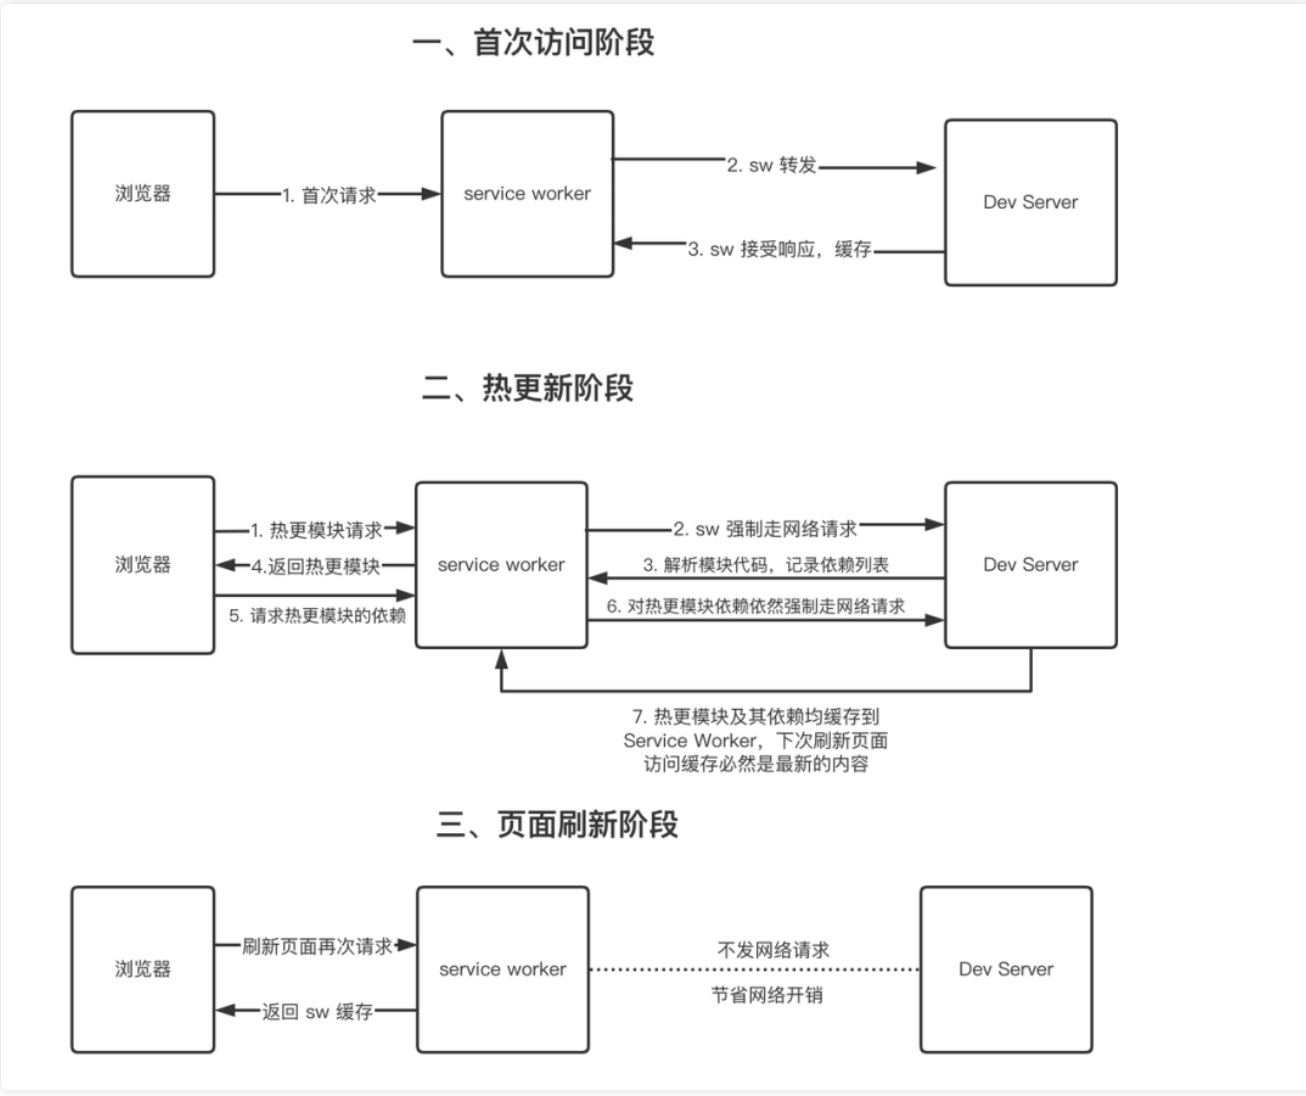 一、首次访问阶段
浏览器
1. 首次请求
service worker
2. sw 转发
3. sw 接受响应，缓存
Dev Server
二、热更新阶段
浏览器
1. 热更模块请求
4.返回热更模块
5. 请求热更模块的依赖
service worker
2. sw 强制走网络请求
3. 解析模块代码，记录依赖列表
6. 对热更模块依赖依然强制走网络请求
Dev Server
7. 热更模块及其依赖均缓存到
Service Worker，下次刷新页面
访问缓存必然是最新的内容
三、页面刷新阶段
浏览器
刷新页面再次请求
返回 sw 缓存
service worker
不发网络请求
节省网络开销
Dev Server